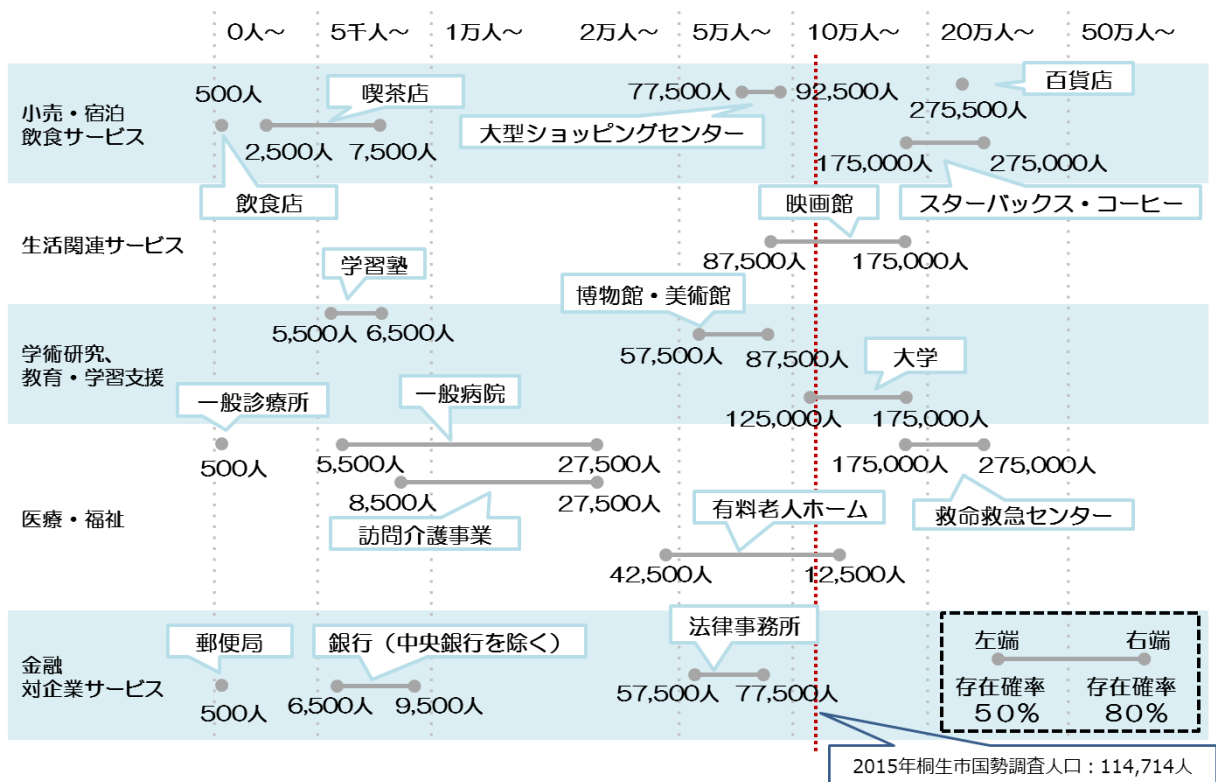 0人～ 5千人～ 1万人～ 2万人～ 5万人～ 10万人～ 20万人～ 50万人～
小売・宿泊
飲食サービス
500人
喫茶店
2,500人 7,500人
飲食店
77,500人 92,500人
大型ショッピングセンター
百貨店
275,500人
175,000人 275,000人
スターバックス・コーヒー
生活関連サービス
映画館
87,500人 175,000人
学術研究、
教育・学習支援
学習塾
5,500人 6,500人
博物館・美術館
57,500人 87,500人
大学
125,000人 175,000人
医療・福祉
一般診療所
500人
一般病院
5,500人 27,500人
8,500人 27,500人
訪問介護事業
有料老人ホーム
42,500人 12,500人
175,000人 275,000人
救命救急センター
金融
対企業サービス
郵便局
500人
銀行（中央銀行を除く）
6,500人 9,500人
法律事務所
57,500人 77,500人
左端 右端
存在確率 存在確率
50% 80%
2015年桐生市国勢調査人口：114,714人